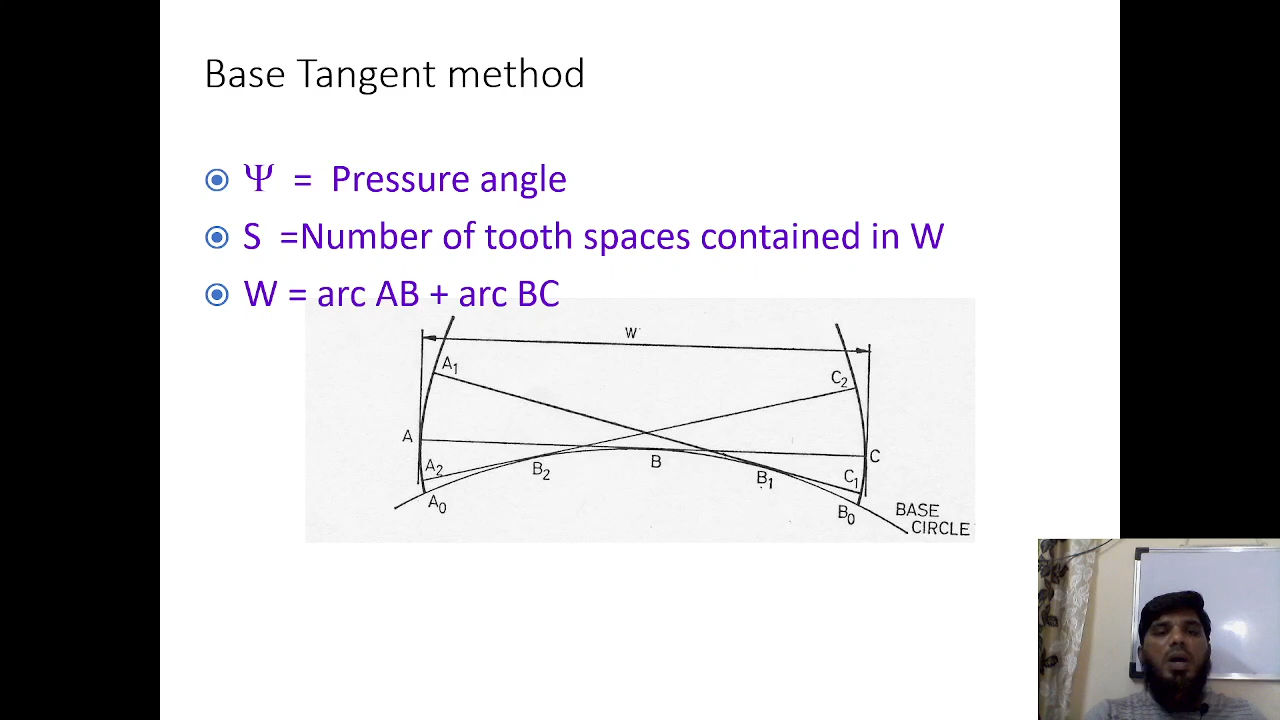 Base Tangent method
Ψ = Pressure angle
S =Number of tooth spaces contained in W
W = arc AB + arc BC
W
A1
C2
A
B
C
A2
B2
B1
C1
A0
B0
BASE
CIRCLE